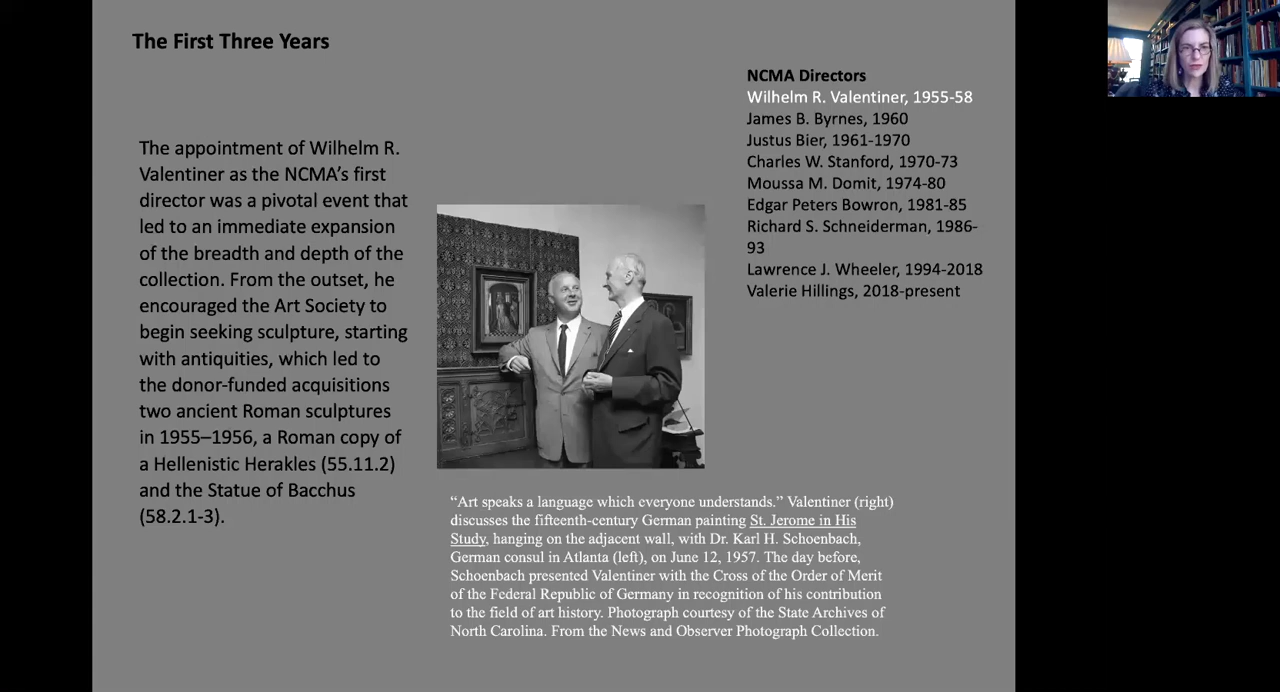 The First Three Years
The appointment of Wilhelm R.
Valentiner as the NCMA’s first
director was a pivotal event that
led to an immediate expansion
of the breadth and depth of the
collection. From the outset, he
encouraged the Art Society to
begin seeking sculpture, starting
with antiquities, which led to
the donor-funded acquisitions
two ancient Roman sculptures
in 1955–1956, a Roman copy of
a Hellenistic Herakles (55.11.2)
and the Statue of Bacchus
(58.2.1-3).
“Art speaks a language which everyone understands.” Valentiner (right)
discusses the fifteenth-century German painting St. Jerome in His
Study, hanging on the adjacent wall, with Dr. Karl H. Schoenbach,
German consul in Atlanta (left), on June 12, 1957. The day before,
Schoenbach presented Valentiner with the Cross of the Order of Merit
of the Federal Republic of Germany in recognition of his contribution
to the field of art history. Photograph courtesy of the State Archives of
North Carolina. From the News and Observer Photograph Collection.
NCMA Directors
Wilhelm R. Valentiner, 1955-58
James B. Byrnes, 1960
Justus Bier, 1961-1970
Charles W. Stanford, 1970-73
Moussa M. Domit, 1974-80
Edgar Peters Bowron, 1981-85
Richard S. Schneiderman, 1986-
93
Lawrence J. Wheeler, 1994-2018
Valerie Hillings, 2018-present